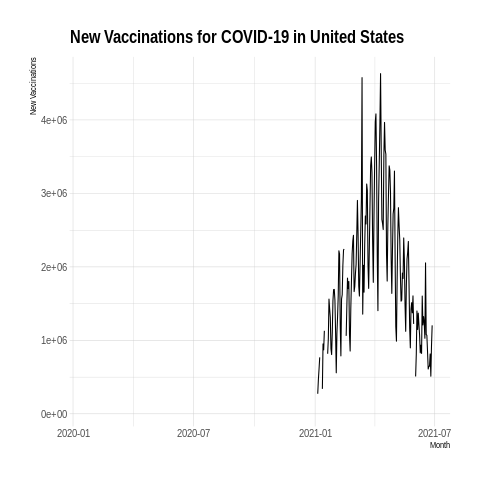 New Vaccinations for COVID-19 in United States
New Vaccinations
4e+06
3e+06
2e+06
1e+06
0e+00
2020-01 2020-07 2021-01 2021-07
Month